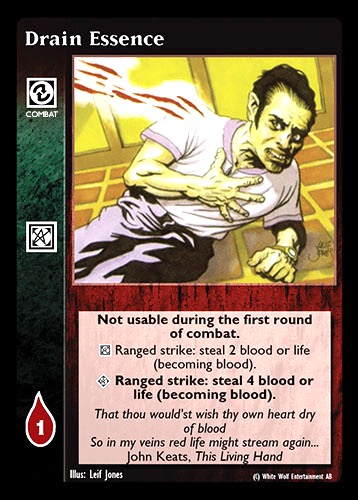 Drain Essence
COMBAT
Not usable during the first round
of combat.
Ranged strike: steal 2 blood or life
(becoming blood).
Ranged strike: steal 4 blood or
life (becoming blood).
That thou would'st wish thy own heart dry
of blood
So in my veins red life might stream again...
John Keats, This Living Hand
1
Illus: Leif Jones
(C) White Wolf Entertainment AB